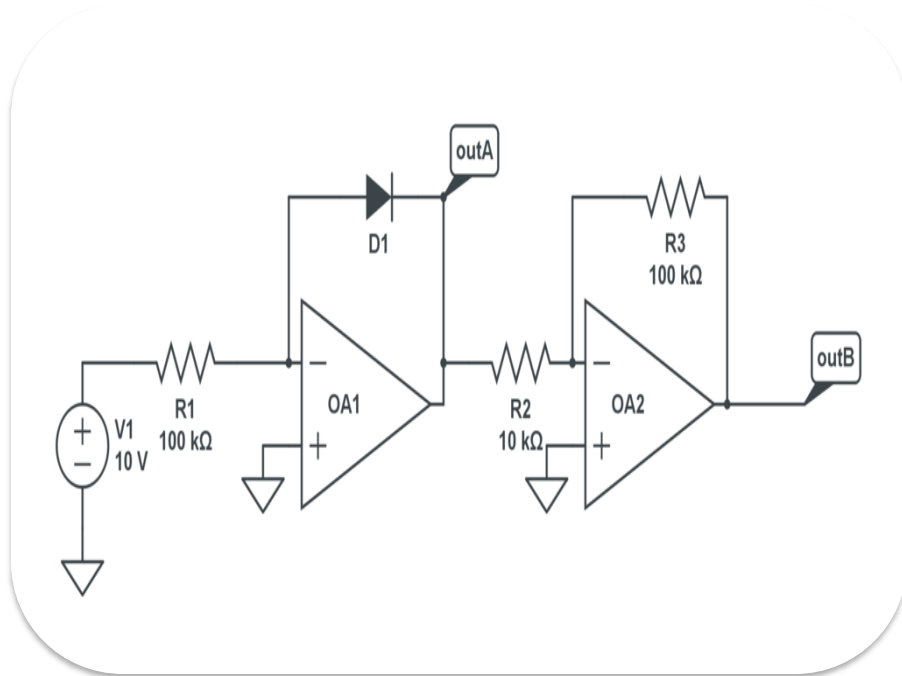 outA
D1
R3
100 kΩ
outB
V1
10 V
R1
100 kΩ
OA1
R2
10 kΩ
OA2
+
−
−
+
−
+